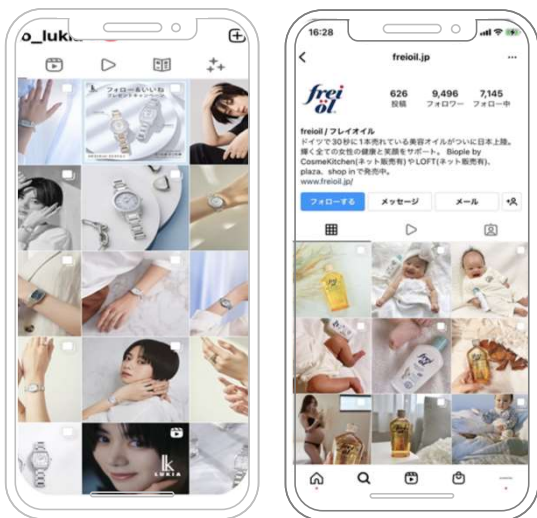 o_lukia
フォロー&いいね
プレゼントキャンペーン
lk
LUKIA
16:28
freioil.jp
frei
öl
626
9,496
7,145
投稿
フォロワー
フォロー中
freioil / フレイオイル
ドイツで30秒に1本売れている美容オイルがついに日本上陸。
輝く全ての女性の健康と笑顔をサポート。 Biople by
CosmeKitchen(ネット販売有) やLOFT(ネット販売有)、
plaza、shop inで発売中。
www.freioil.jp/
フォローする
メッセージ
メール
frei
öl